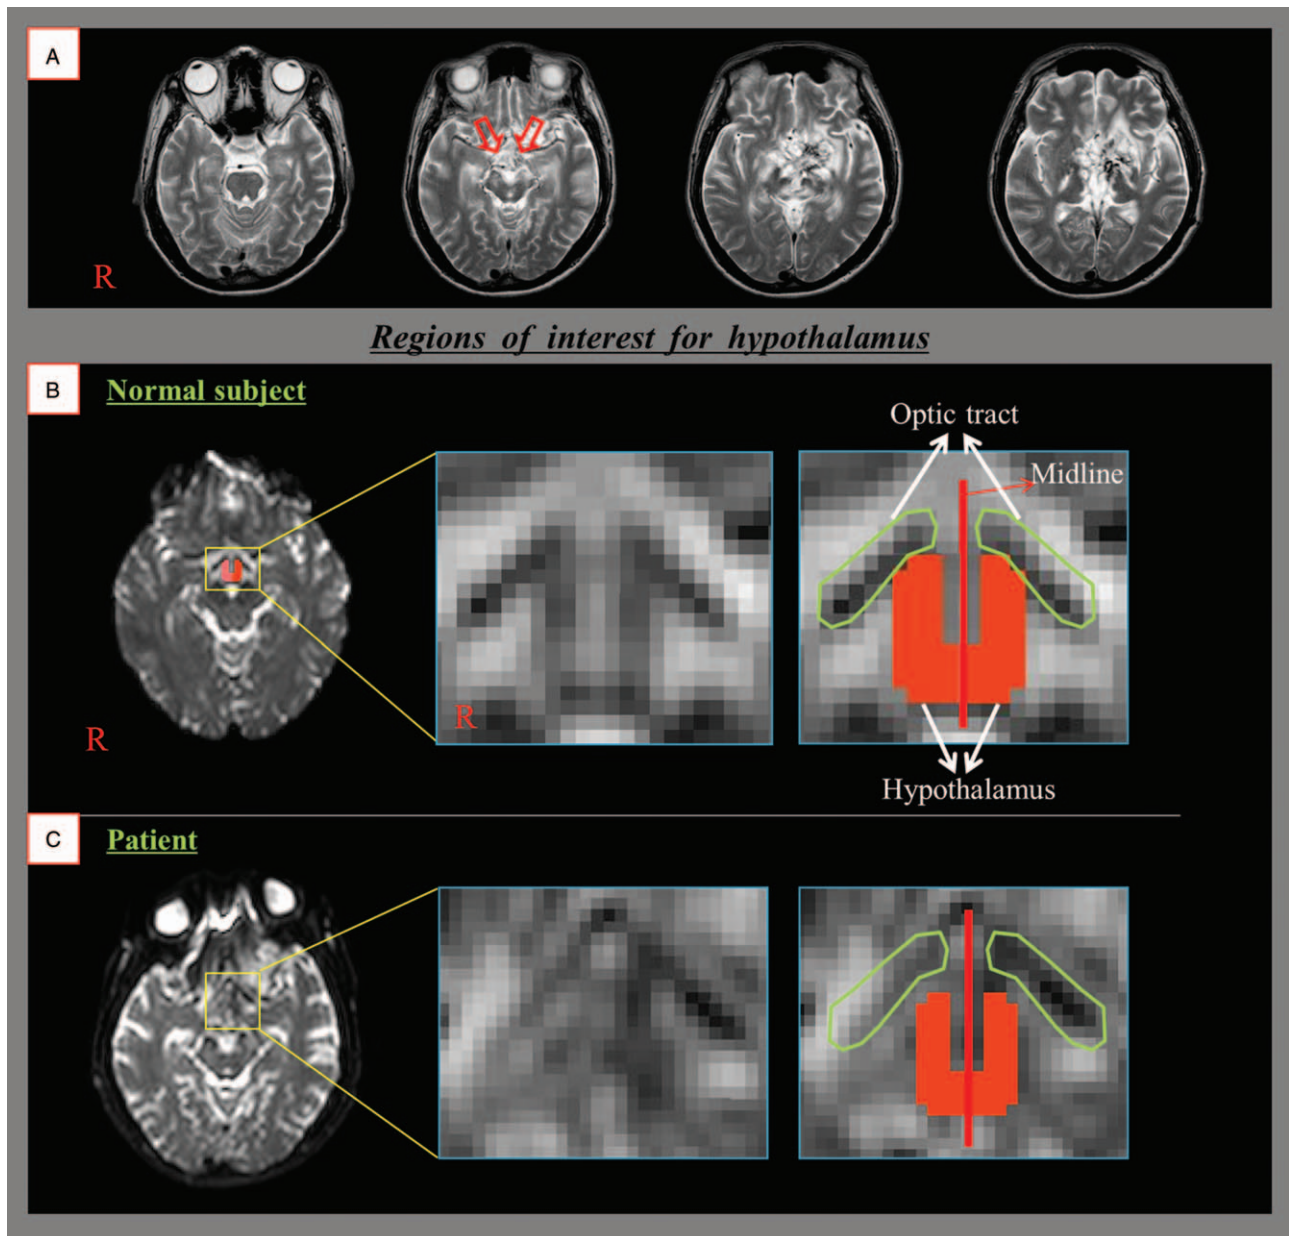 A
R
Regions of interest for hypothalamus
B
Normal subject
Optic tract
Midline
R
R
Hypothalamus
C
Patient